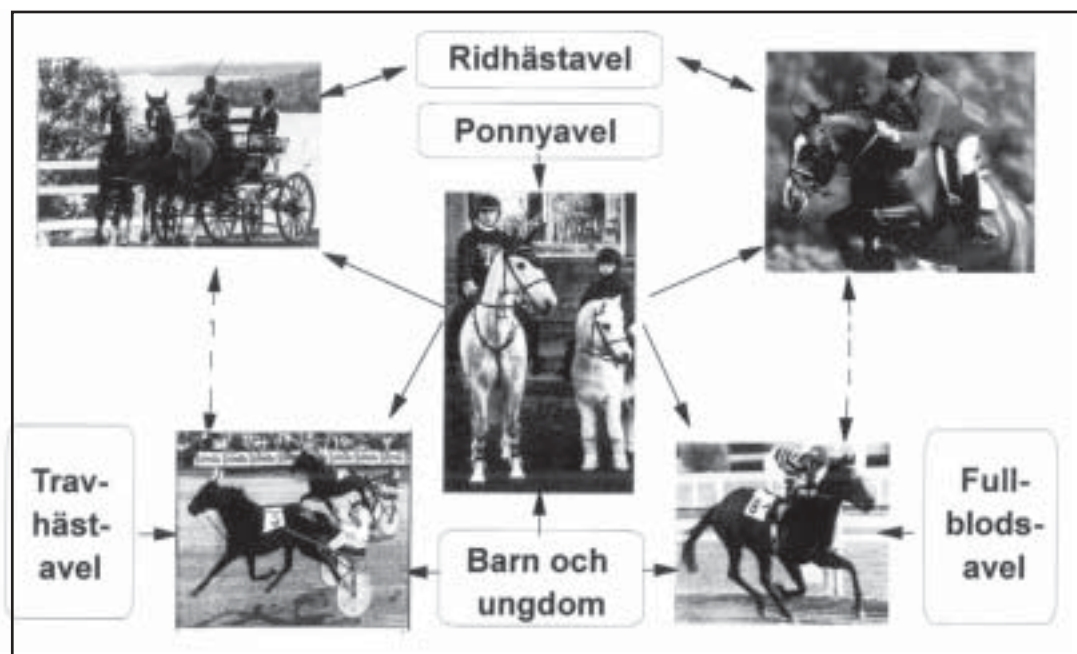 Ridhästavel
Ponnyavel
Trav-
häst-
avel
Full-
blods-
avel
Barn och
ungdom